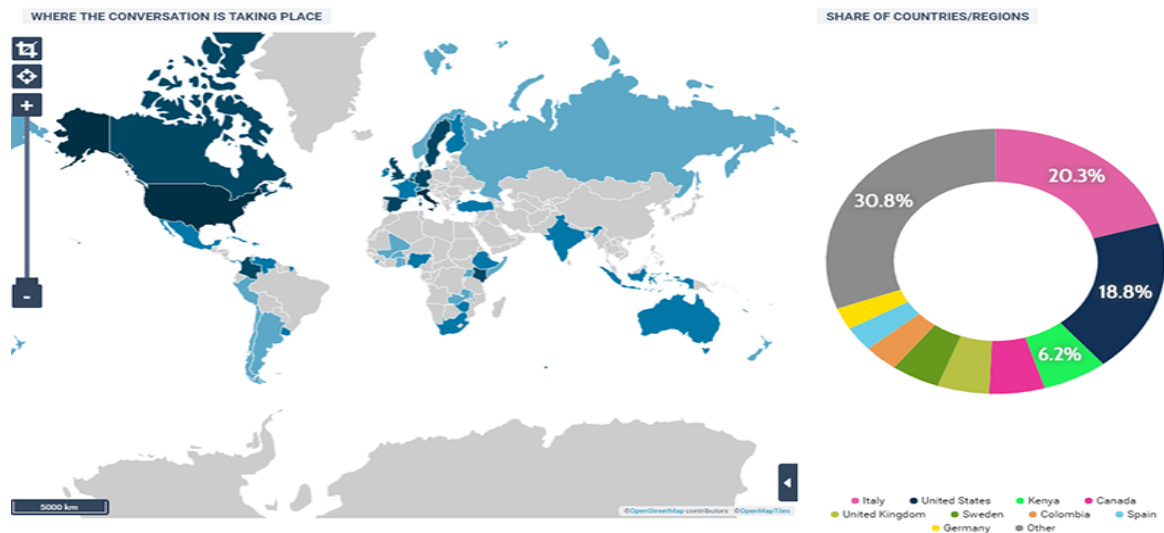 WHERE THE CONVERSATION IS TAKING PLACE
SHARE OF COUNTRIES/REGIONS
+
-
5000 km
©OpenStreetMap contributors ©OpenMapTiles
20.3%
30.8%
18.8%
6.2%
Italy United States Kenya Canada
United Kingdom Sweden Colombia Spain
Germany Other